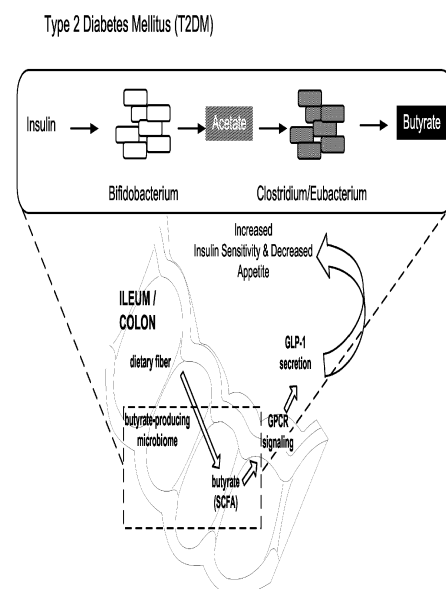 Type 2 Diabetes Mellitus (T2DM)
Insulin
Acetate
Butyrate
Bifidobacterium
Clostridium/Eubacterium
Increased
Insulin Sensitivity & Decreased
Appetite
ILEUM /
COLON
dietary fiber
GLP-1
secretion
butyrate-producing
microbiome
GPCR
signaling
butyrate
(SCFA)